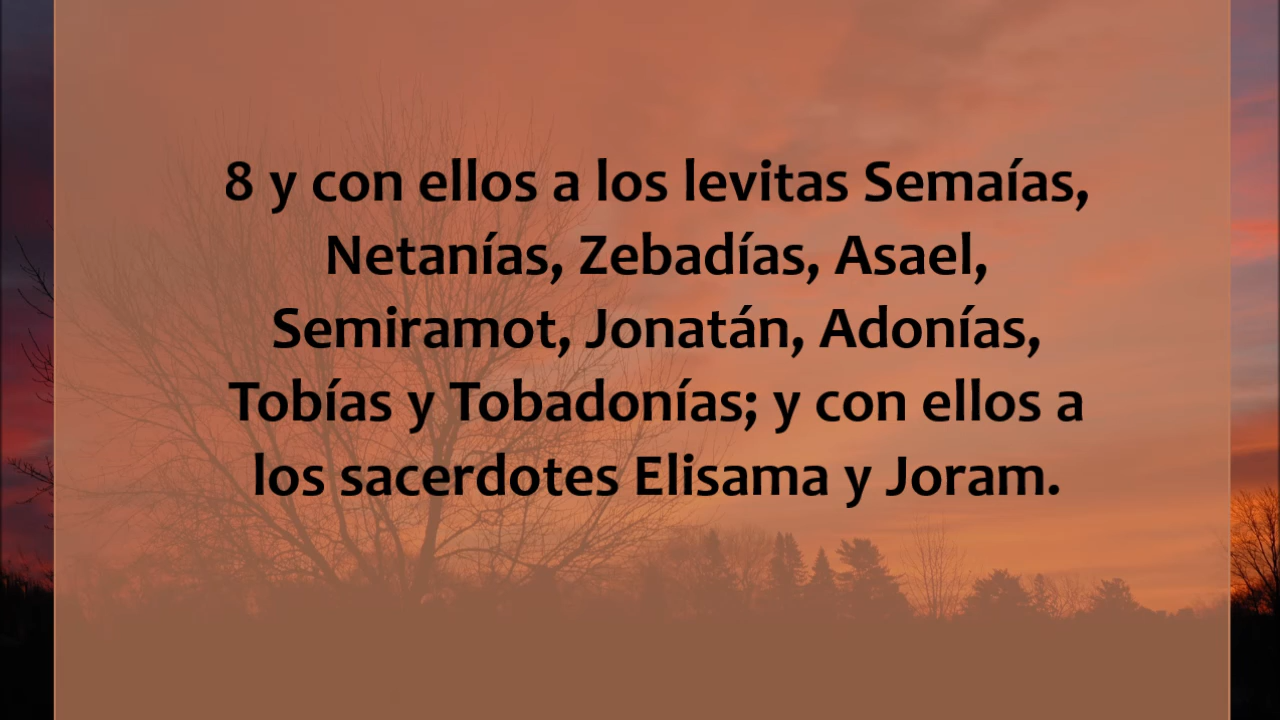 8 y con ellos a los levitas Semaías,
Netanías, Zebadías, Asael,
Semiramot, Jonatán, Adonías,
Tobías y Tobadonías; y con ellos a
los sacerdotes Elisama y Joram.